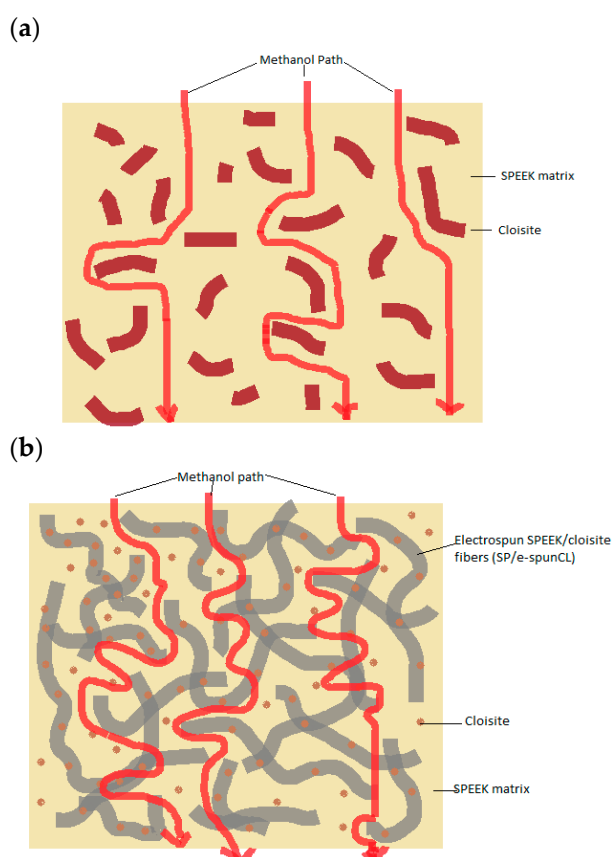 (a)
Methanol Path
SPEEK matrix
Cloisite
(b)
Methanol path
Electrospun SPEEK/cloisite
fibers (SP/e-spunCL)
Cloisite
SPEEK matrix